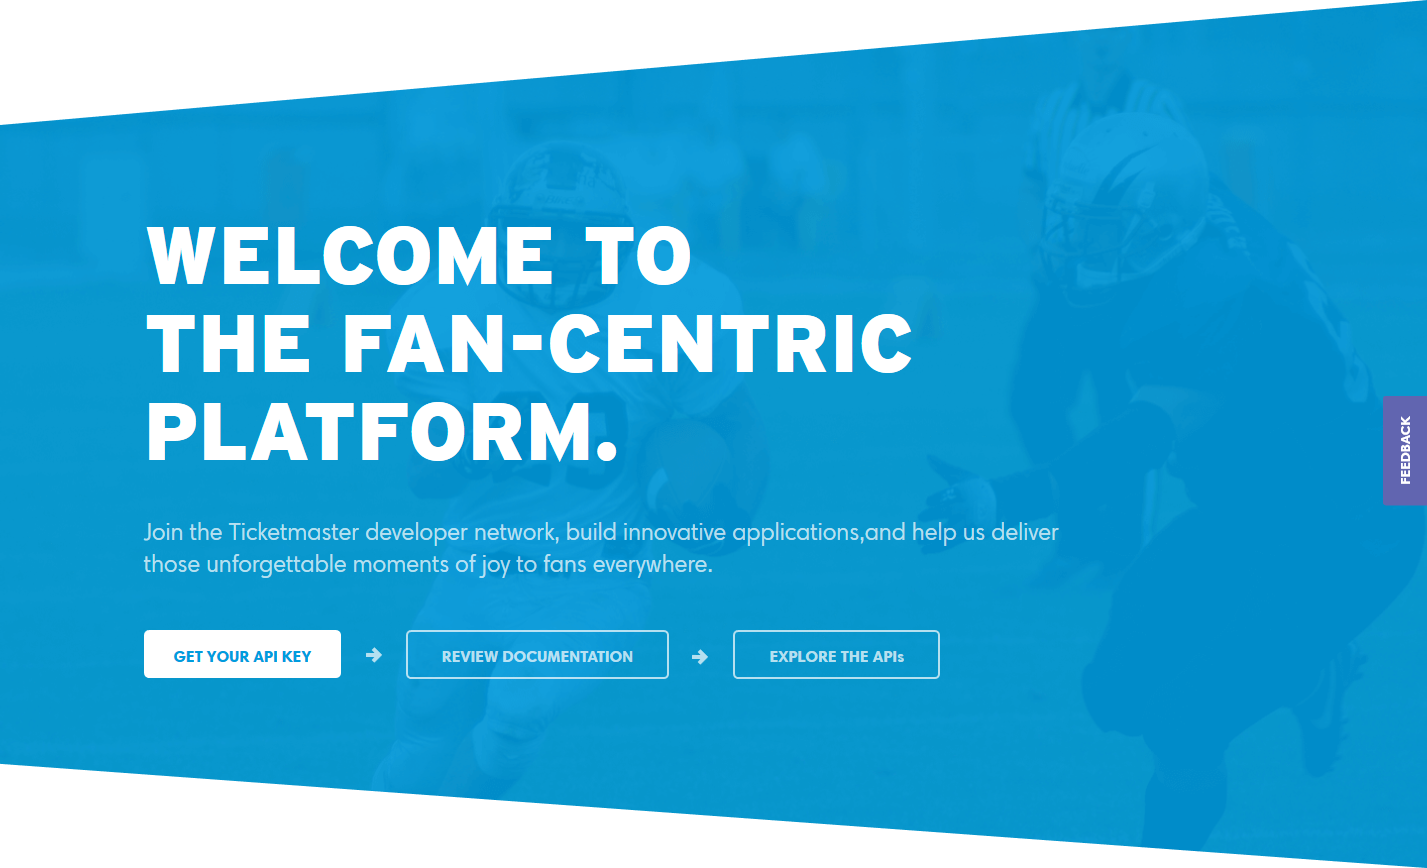 WELCOME TO
THE FAN-CENTRIC
PLATFORM.
Join the Ticketmaster developer network, build innovative applications,and help us deliver
those unforgettable moments of joy to fans everywhere.
GET YOUR API KEY
REVIEW DOCUMENTATION
EXPLORE THE APIs
FEEDBACK